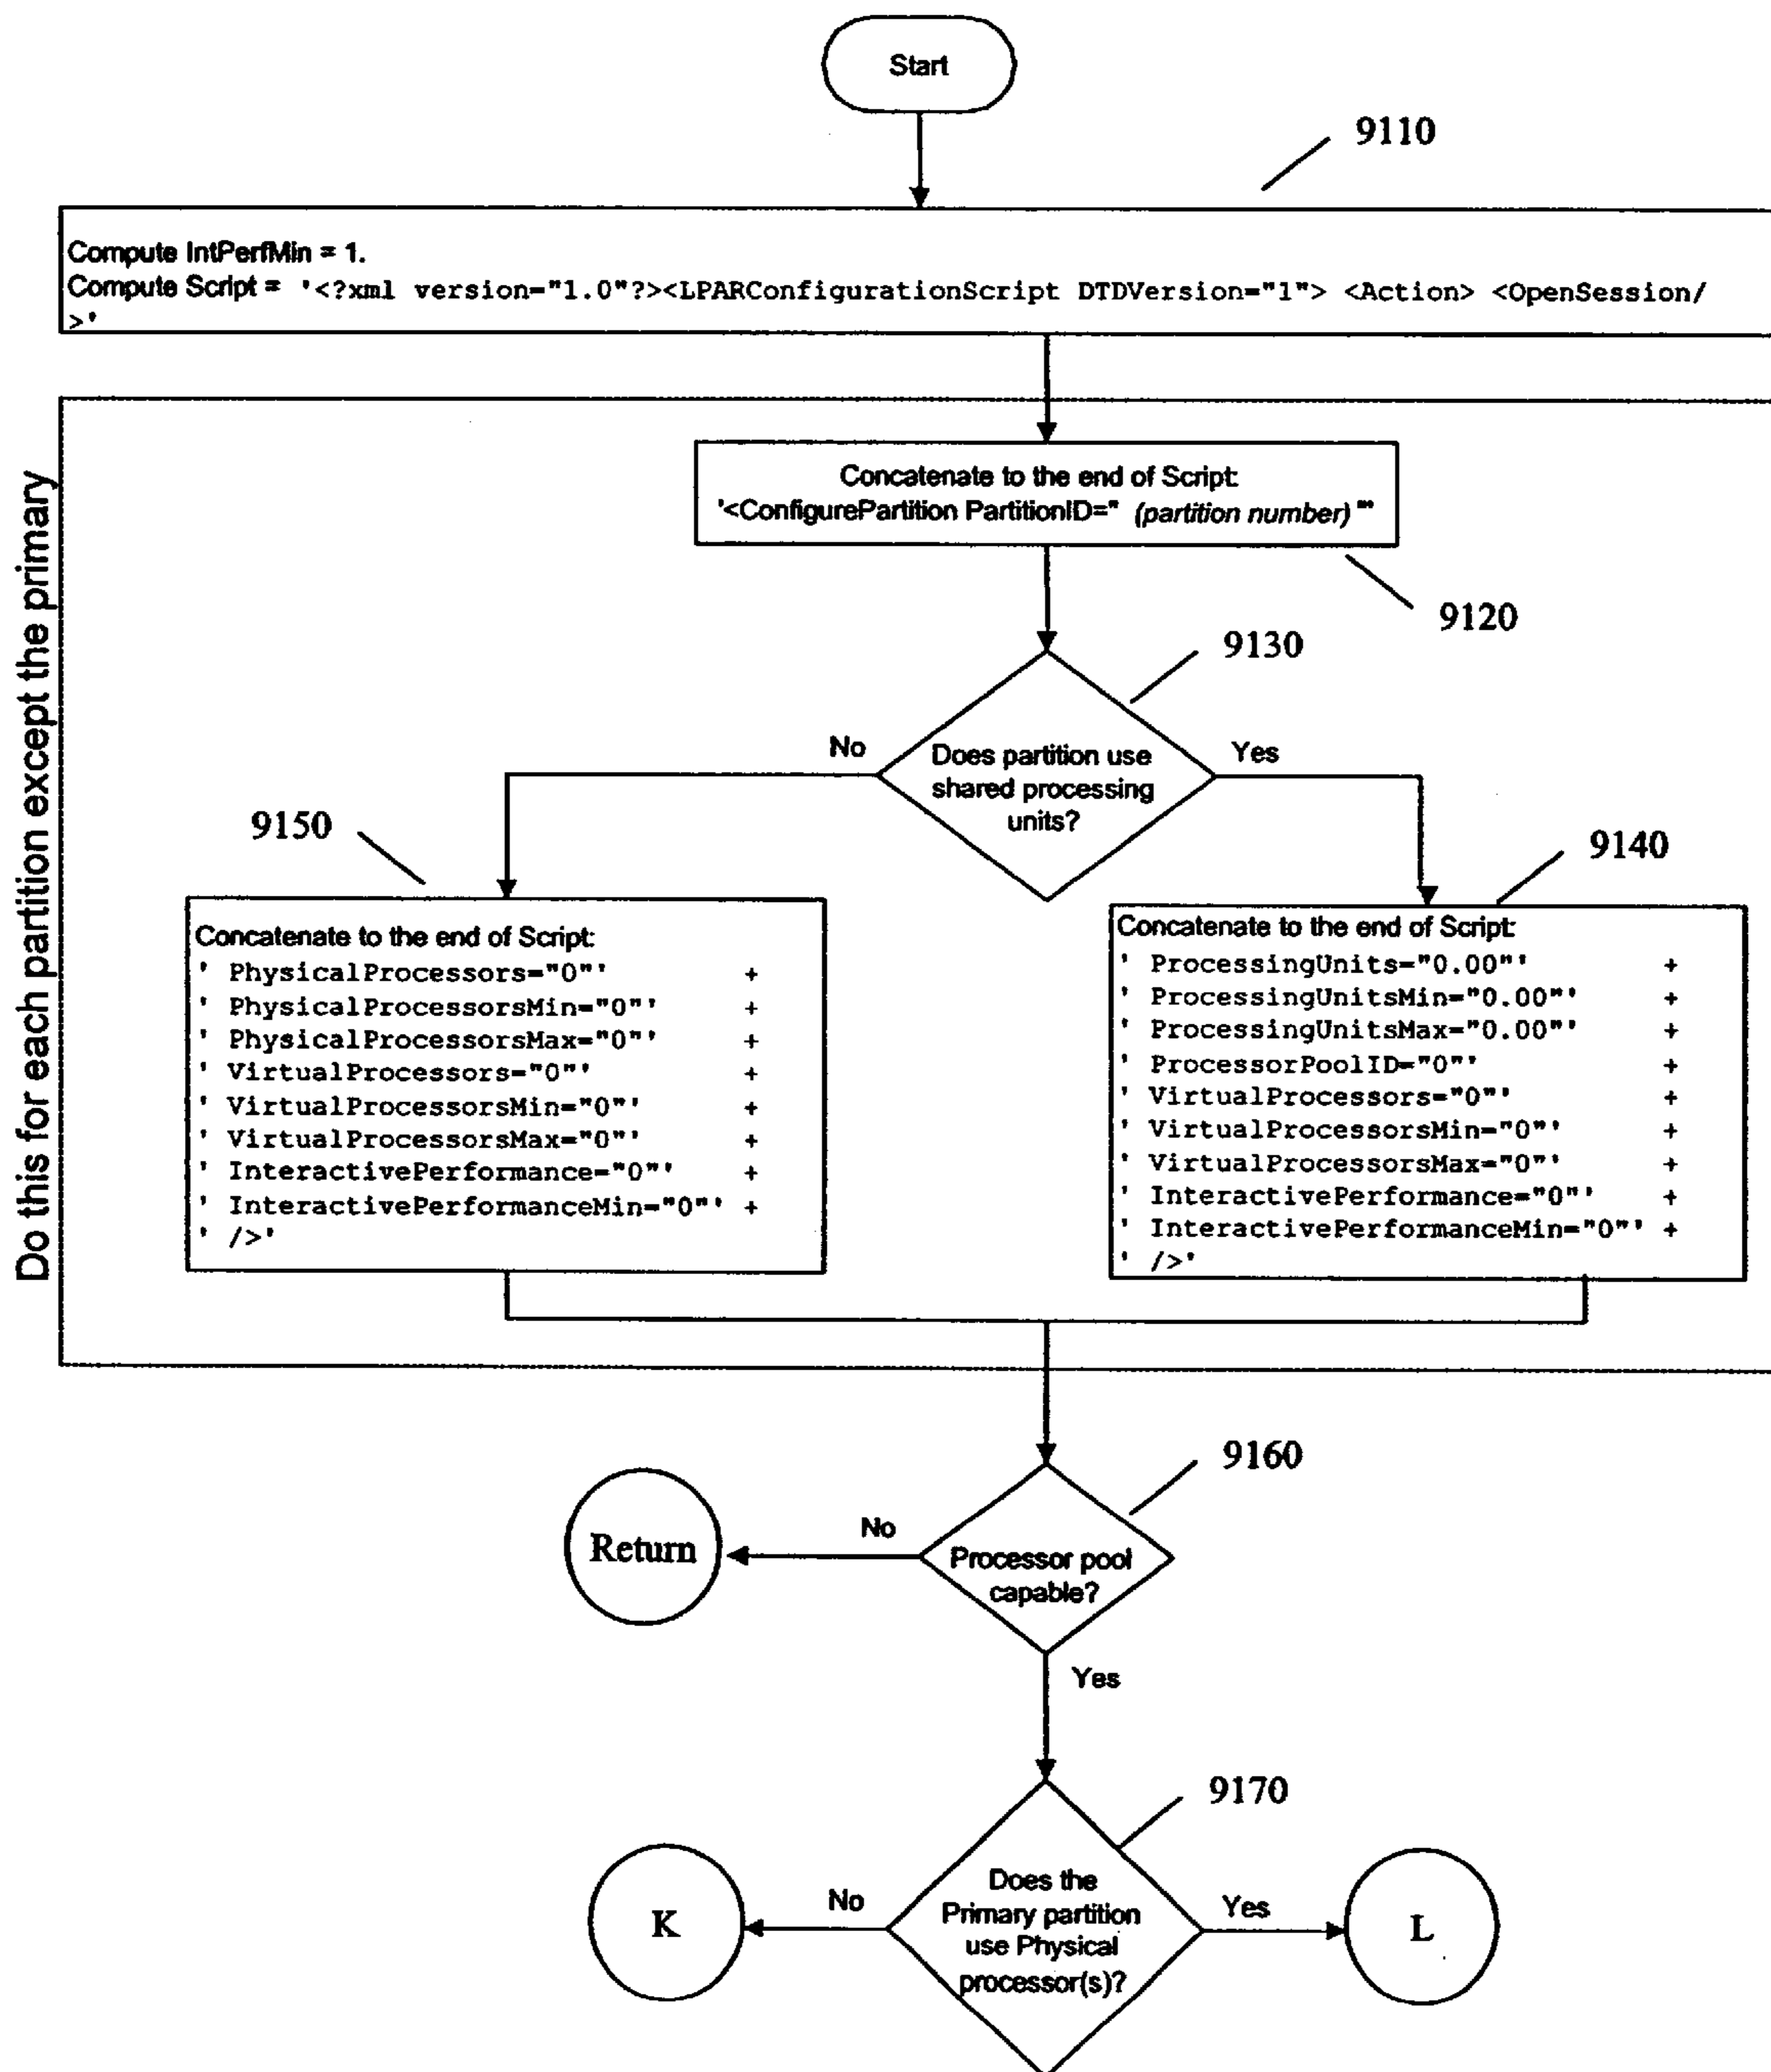 Start
9110
Compute IntPerfMin = 1.
Compute Script = '<?xml version="1.0"?><LPARConfigurationScript DTDVersion="1"> <Action> <OpenSession/
>'
Do this for each partition except the primary
Concatenate to the end of Script:
'<ConfigurePartition PartitionID=" (partition number) "'
9120
9130
Does partition use
shared processing
units?
No
Yes
9150
9140
Concatenate to the end of Script:
' PhysicalProcessors="0"' +
' PhysicalProcessorsMin="0"' +
' PhysicalProcessorsMax="0"' +
' VirtualProcessors="0"' +
' VirtualProcessorsMin="0"' +
' VirtualProcessorsMax="0"' +
' InteractivePerformance="0"' +
' InteractivePerformanceMin="0"' +
' />'
Concatenate to the end of Script:
' ProcessingUnits="0.00"' +
' ProcessingUnitsMin="0.00"' +
' ProcessingUnitsMax="0.00"' +
' ProcessorPoolID="0"' +
' VirtualProcessors="0"' +
' VirtualProcessorsMin="0"' +
' VirtualProcessorsMax="0"' +
' InteractivePerformance="0"' +
' InteractivePerformanceMin="0"' +
' />'
9160
Return
No
Processor pool
capable?
Yes
9170
K
No
Does the
Primary partition
use Physical
processor(s)?
Yes
L